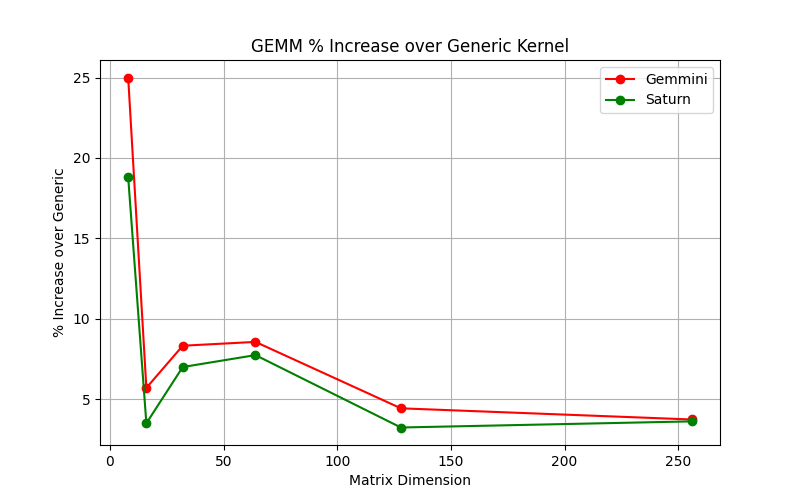 GEMM % Increase over Generic Kernel
Gemmini
Saturn
% Increase over Generic
25
20
15
10
5
0
50
100
150
200
250
Matrix Dimension